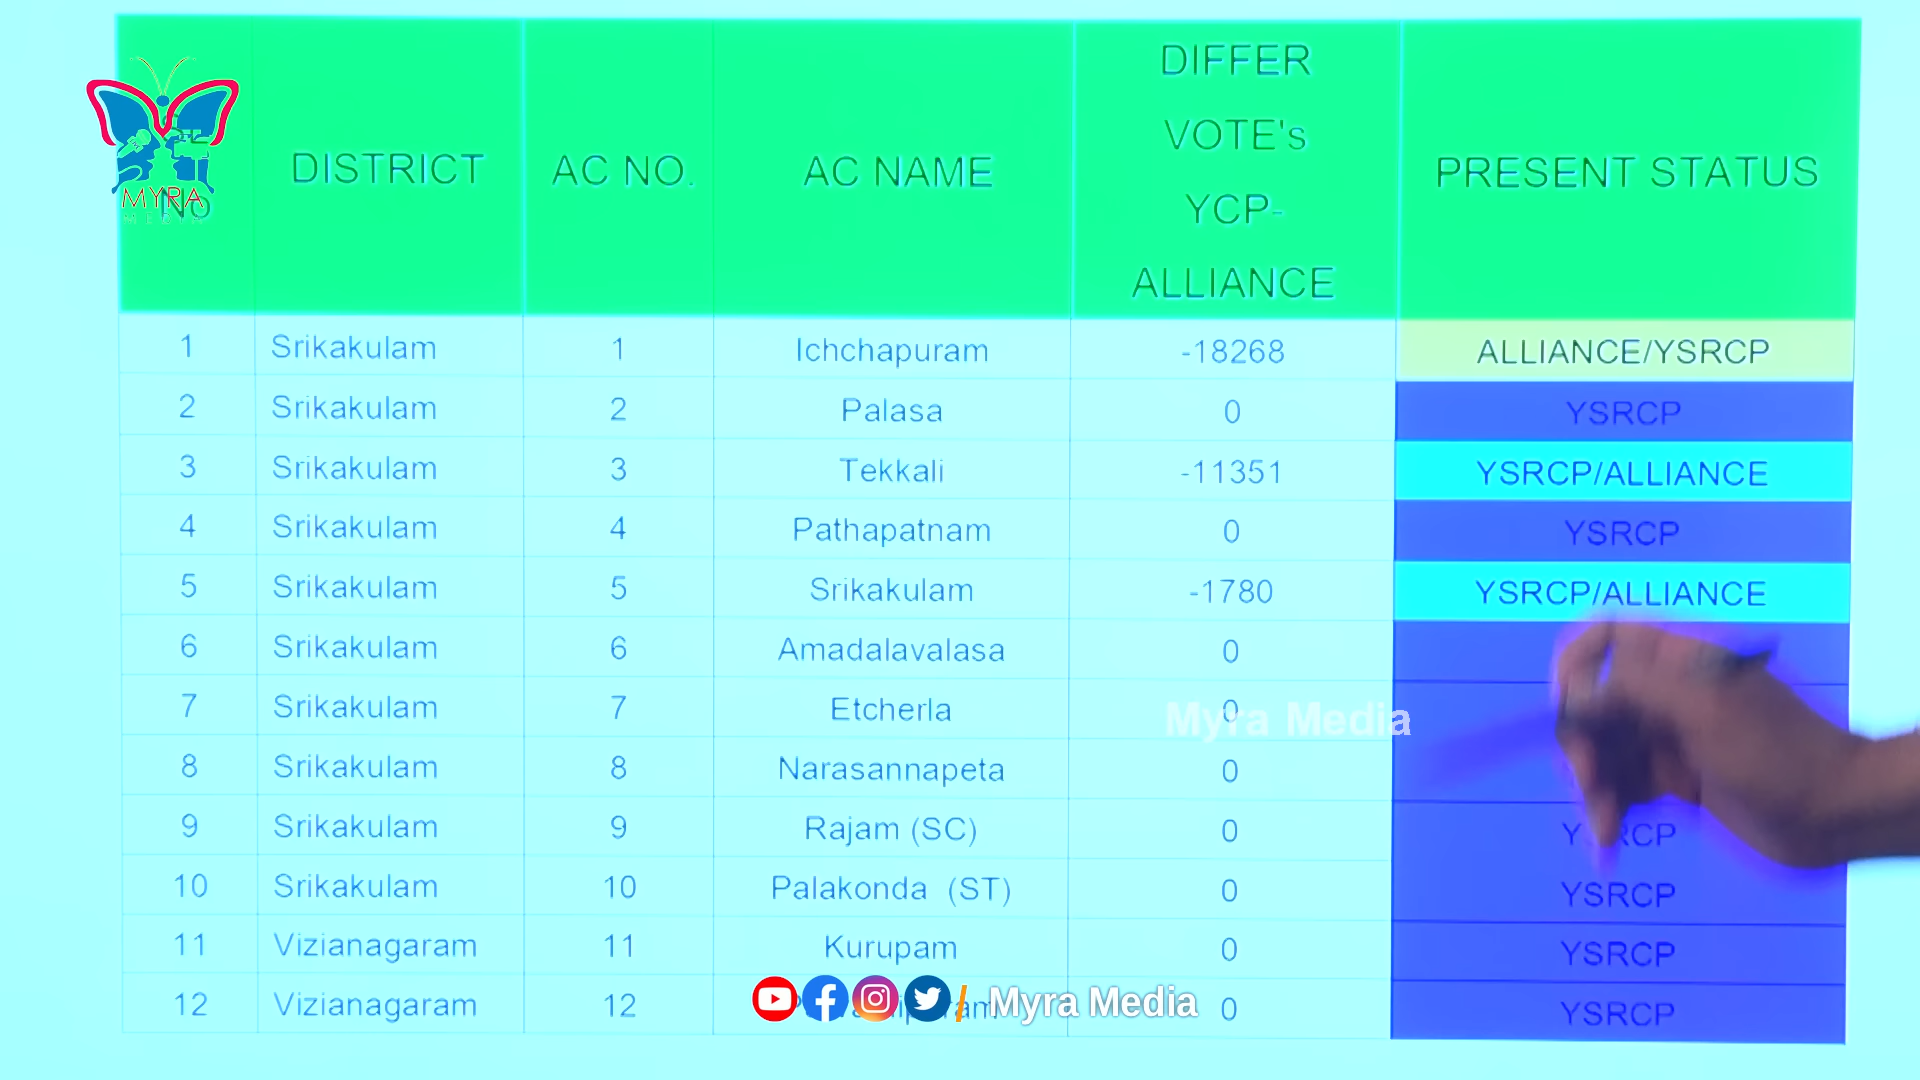 NO
DISTRICT
AC NO.
AC NAME
DIFFER
VOTE's
YCP-
ALLIANCE
PRESENT STATUS
MYRA
MEDIA
1 Srikakulam 1 Ichchapuram -18268 ALLIANCE/YSRCP
2 Srikakulam 2 Palasa 0 YSRCP
3 Srikakulam 3 Tekkali -11351 YSRCP/ALLIANCE
4 Srikakulam 4 Pathapatnam 0 YSRCP
5 Srikakulam 5 Srikakulam -1780 YSRCP/ALLIANCE
6 Srikakulam 6 Amadalavalasa 0
7 Srikakulam 7 Etcherla 0
Myra Media
8 Srikakulam 8 Narasannapeta 0
9 Srikakulam 9 Rajam (SC) 0 YSRCP
10 Srikakulam 10 Palakonda (ST) 0 YSRCP
11 Vizianagaram 11 Kurupam 0 YSRCP
12 Vizianagaram 12 0 YSRCP
/ Myra Media